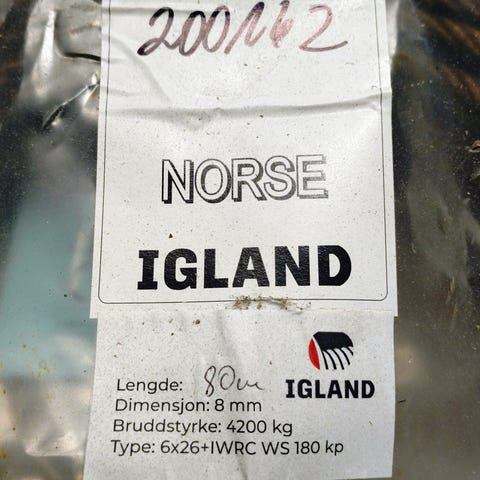 200162
NORSE
IGLAND
IGLAND
Lengde: 80m
Dimensjon: 8 mm
Bruddstyrke: 4200 kg
Type: 6x26+IWRC WS 180 kp